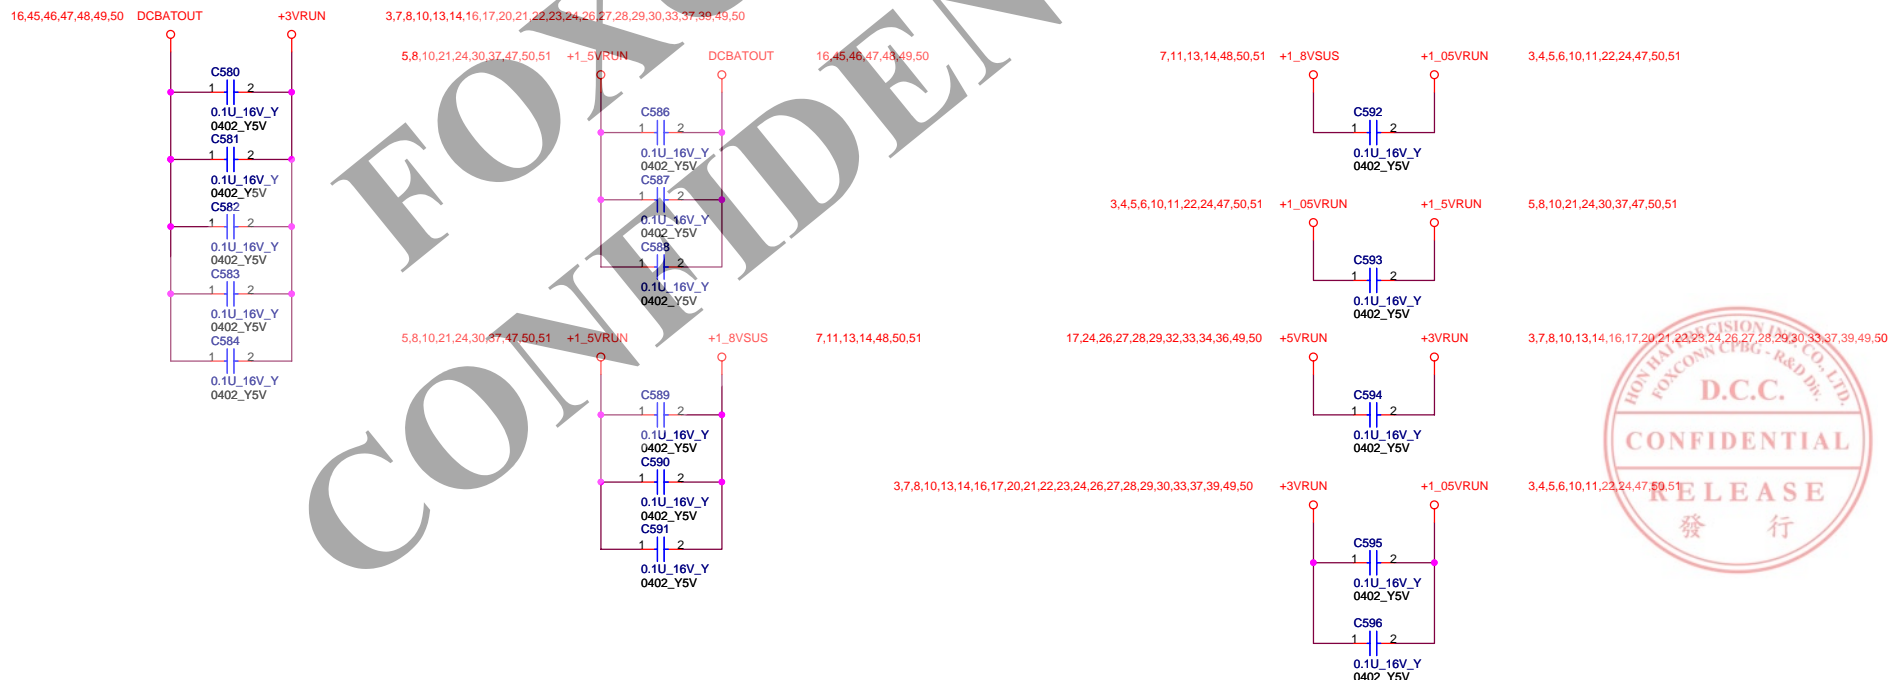 16,45,46,47,48,49,50 DCBATOUT +3VRUN 3,7,8,10,13,14,16,17,20,21,22,23,24,26,27,28,29,30,33,37,39,49,50
C580
1 2
0.1U_16V_Y
0402_Y5V
C581
1 2
0.1U_16V_Y
0402_Y5V
C582
1 2
0.1U_16V_Y
0402_Y5V
C583
1 2
0.1U_16V_Y
0402_Y5V
C584
1 2
0.1U_16V_Y
0402_Y5V
5,8,10,21,24,30,37,47,50,51 +1_5VRUN DCBATOUT 16,45,46,47,48,49,50
C586
1 2
0.1U_16V_Y
0402_Y5V
C587
1 2
0.1U_16V_Y
0402_Y5V
C588
1 2
0.1U_16V_Y
0402_Y5V
5,8,10,21,24,30,37,47,50,51 +1_5VRUN +1_8VSUS 7,11,13,14,48,50,51
C589
1 2
0.1U_16V_Y
0402_Y5V
C590
1 2
0.1U_16V_Y
0402_Y5V
C591
1 2
0.1U_16V_Y
0402_Y5V
7,11,13,14,48,50,51 +1_8VSUS +1_05VRUN 3,4,5,6,10,11,22,24,47,50,51
C592
1 2
0.1U_16V_Y
0402_Y5V
3,4,5,6,10,11,22,24,47,50,51 +1_05VRUN +1_5VRUN 5,8,10,21,24,30,37,47,50,51
C593
1 2
0.1U_16V_Y
0402_Y5V
17,24,26,27,28,29,32,33,34,36,49,50 +5VRUN +3VRUN 3,7,8,10,13,14,16,17,20,21,22,23,24,26,27,28,29,30,33,37,39,49,50
C594
1 2
0.1U_16V_Y
0402_Y5V
3,7,8,10,13,14,16,17,20,21,22,23,24,26,27,28,29,30,33,37,39,49,50 +3VRUN +1_05VRUN 3,4,5,6,10,11,22,24,47,50,51
C595
1 2
0.1U_16V_Y
0402_Y5V
C596
1 2
0.1U_16V_Y
0402_Y5V
HON HAI PRECISION IND. CO., LTD.
FOXCONN CPBG - R&D Div.
D.C.C.
CONFIDENTIAL
RELEASE
發 行
FOX
CONFIDEN